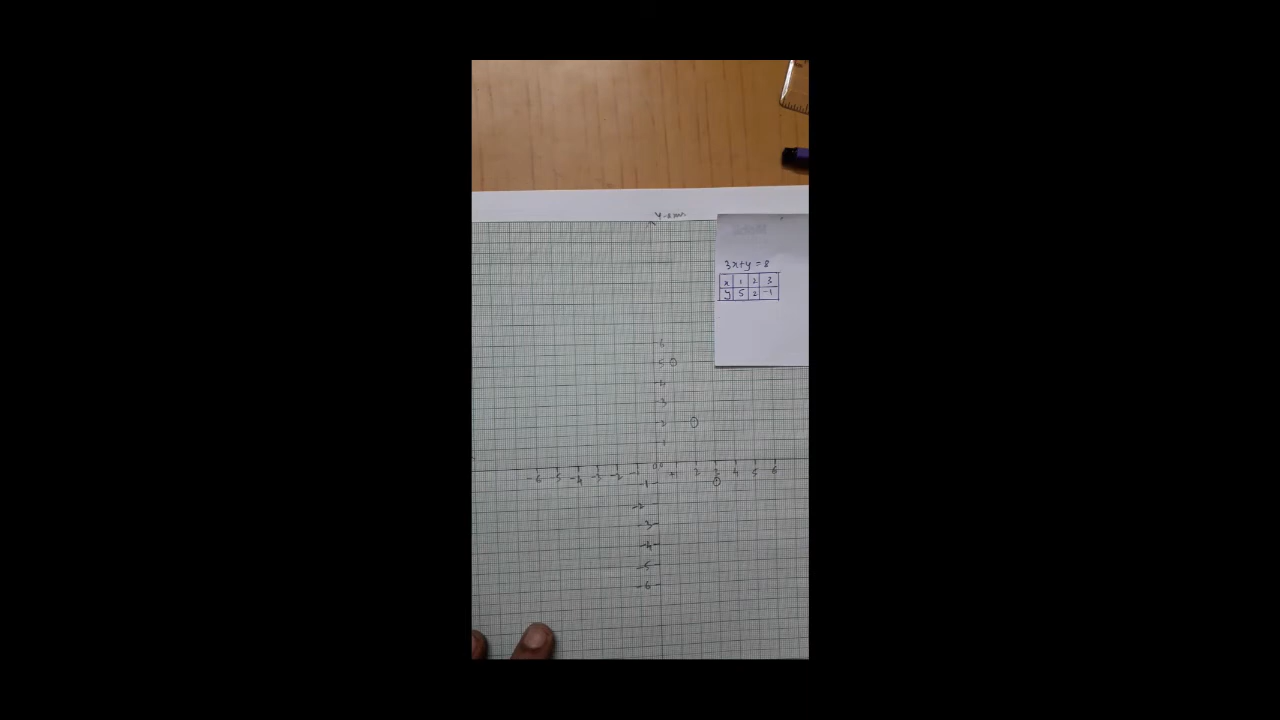 Y-axis
3x+y = 8
x 1 2 3
y 5 2 -1
6
5
4
3
2
1
0
-6 -5 -4 -3 -2 -1 +1 2 3 4 5 6
-1
-2
-3
-4
-5
-6